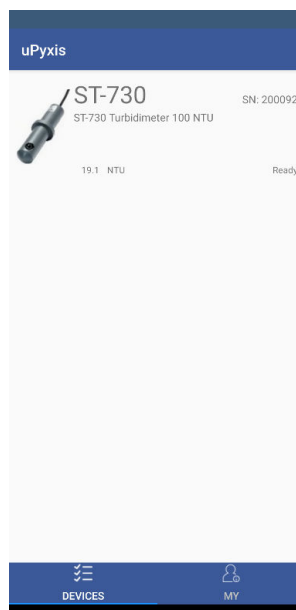 uPyxis
ST-730
SN: 200092
ST-730 Turbidimeter 100 NTU
19.1 NTU
Ready
DEVICES
MY